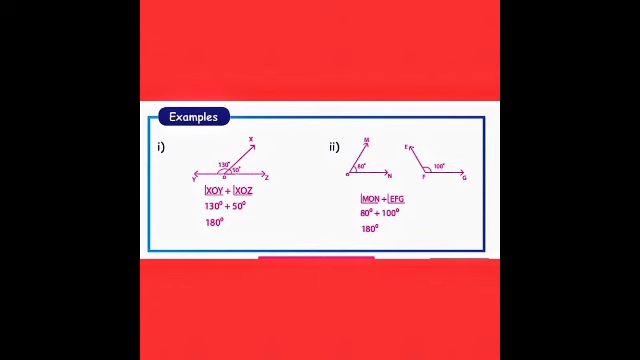 Examples
i)
X
130°
50°
Y
O
Z
∠XOY + ∠XOZ
130° + 50°
180°
ii)
M
80°
O
N
E
100°
F
G
∠MON + ∠EFG
80° + 100°
180°